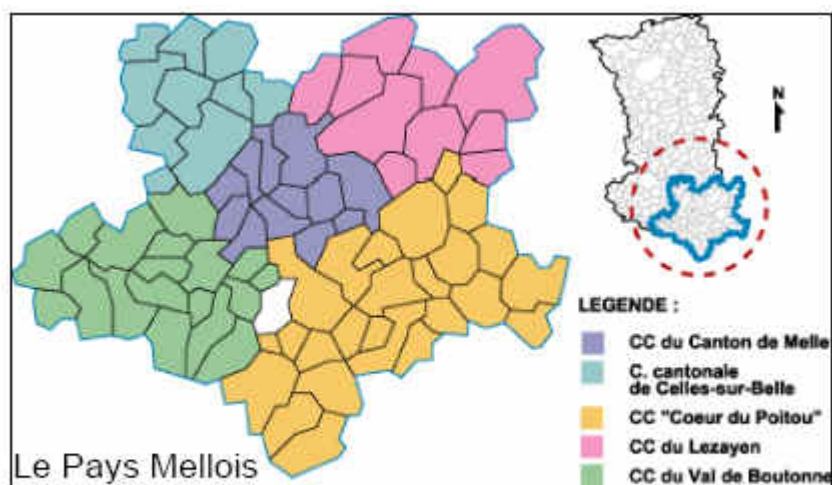 N
LEGENDE :
CC du Canton de Melle
C. cantonale
de Celles-sur-Belle
CC "Coeur du Poitou"
CC du Lezayen
CC du Val de Boutonne
Le Pays Mellois